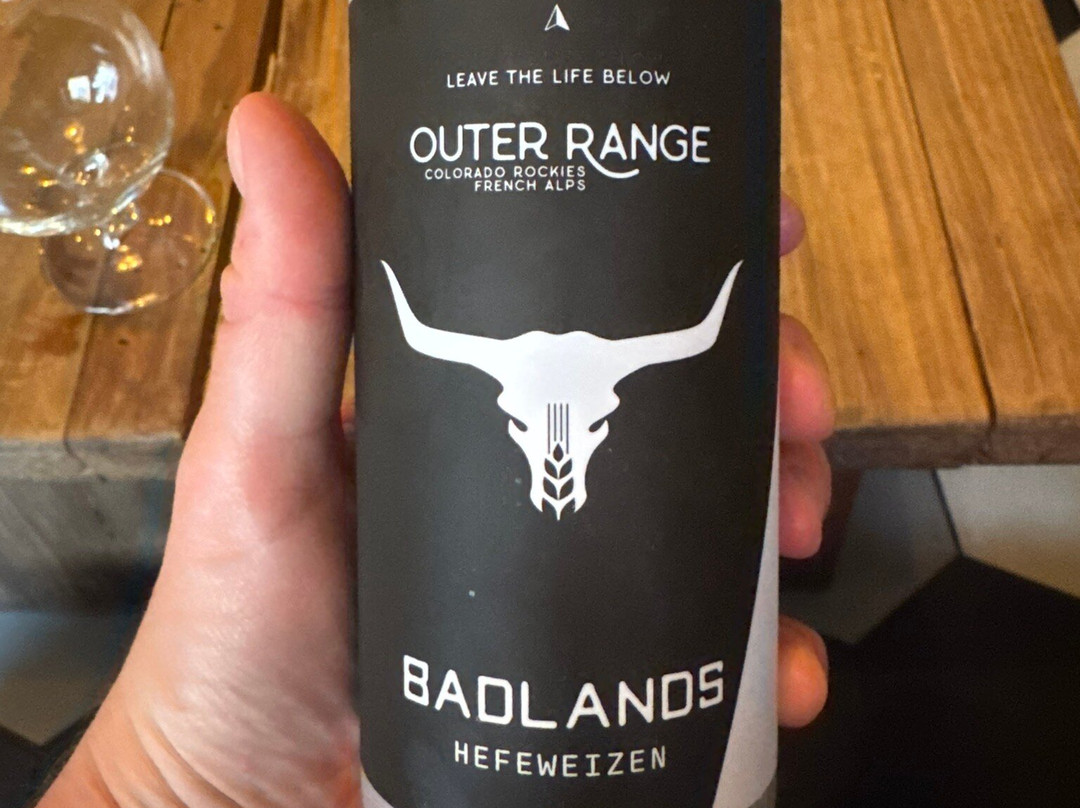 LEAVE THE LIFE BELOW
OUTER RANGE
COLORADO ROCKIES
FRENCH ALPS
BADLANDS
HEFEWEIZEN